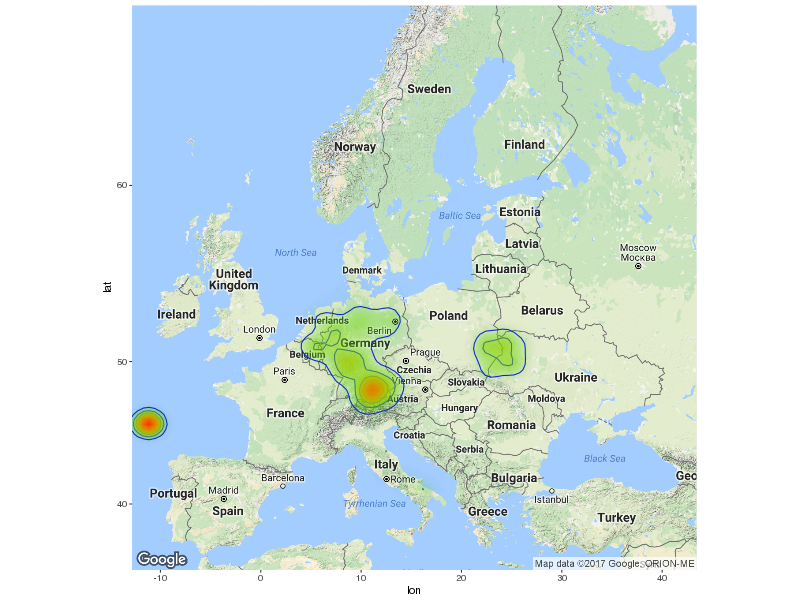 Sweden
Norway
Finland
60
Baltic Sea
Estonia
Moscow
Москва
Latvia
North Sea
United
Kingdom
Denmark
Lithuania
lat
Ireland
Netherlands
Poland
Belarus
London
Berlin
Germany
Belgium
Prague
50
Paris
Czechia
Vienna
Slovakia
Ukraine
Austria
Moldova
France
Hungary
Romania
Croatia
Serbia
Black Sea
Italy
Barcelona
Rome
Bulgaria
Geo
Portugal
Madrid
Istanbul
40
Spain
Tyrrhenian Sea
Greece
Turkey
Google
Map data ©2017 Google, ORION-ME
-10
0
10
20
30
40
lon